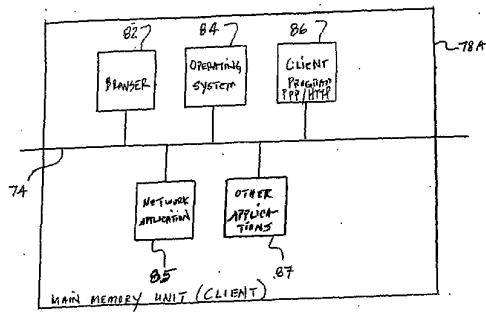 82
84
86
78A
BROWSER
OPERATING
SYSTEM
CLIENT
PROGRAM
PPP/HTTP
74
NETWORK
APPLICATION
OTHER
APPLICA-
TIONS
85
87
MAIN MEMORY UNIT (CLIENT)